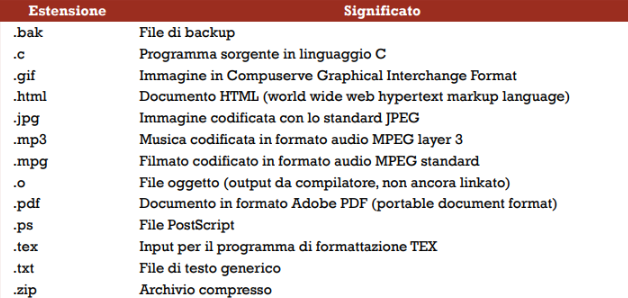 Estensione Significato
.bak File di backup
.c Programma sorgente in linguaggio C
.gif Immagine in Compuserve Graphical Interchange Format
.html Documento HTML (world wide web hypertext markup language)
.jpg Immagine codificata con lo standard JPEG
.mp3 Musica codificata in formato audio MPEG layer 3
.mpg Filmato codificato in formato audio MPEG standard
.o File oggetto (output da compilatore, non ancora linkato)
.pdf Documento in formato Adobe PDF (portable document format)
.ps File PostScript
.tex Input per il programma di formattazione TEX
.txt File di testo generico
.zip Archivio compresso